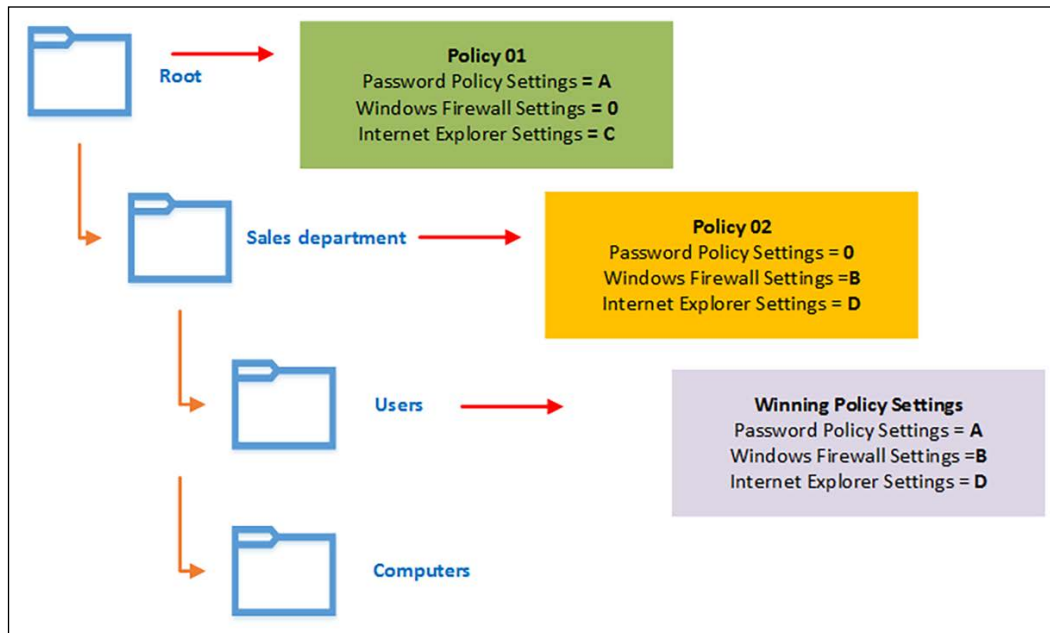 Root
Policy 01
Password Policy Settings = A
Windows Firewall Settings = 0
Internet Explorer Settings = C
Sales department
Policy 02
Password Policy Settings = 0
Windows Firewall Settings =B
Internet Explorer Settings = D
Users
Winning Policy Settings
Password Policy Settings = A
Windows Firewall Settings =B
Internet Explorer Settings = D
Computers